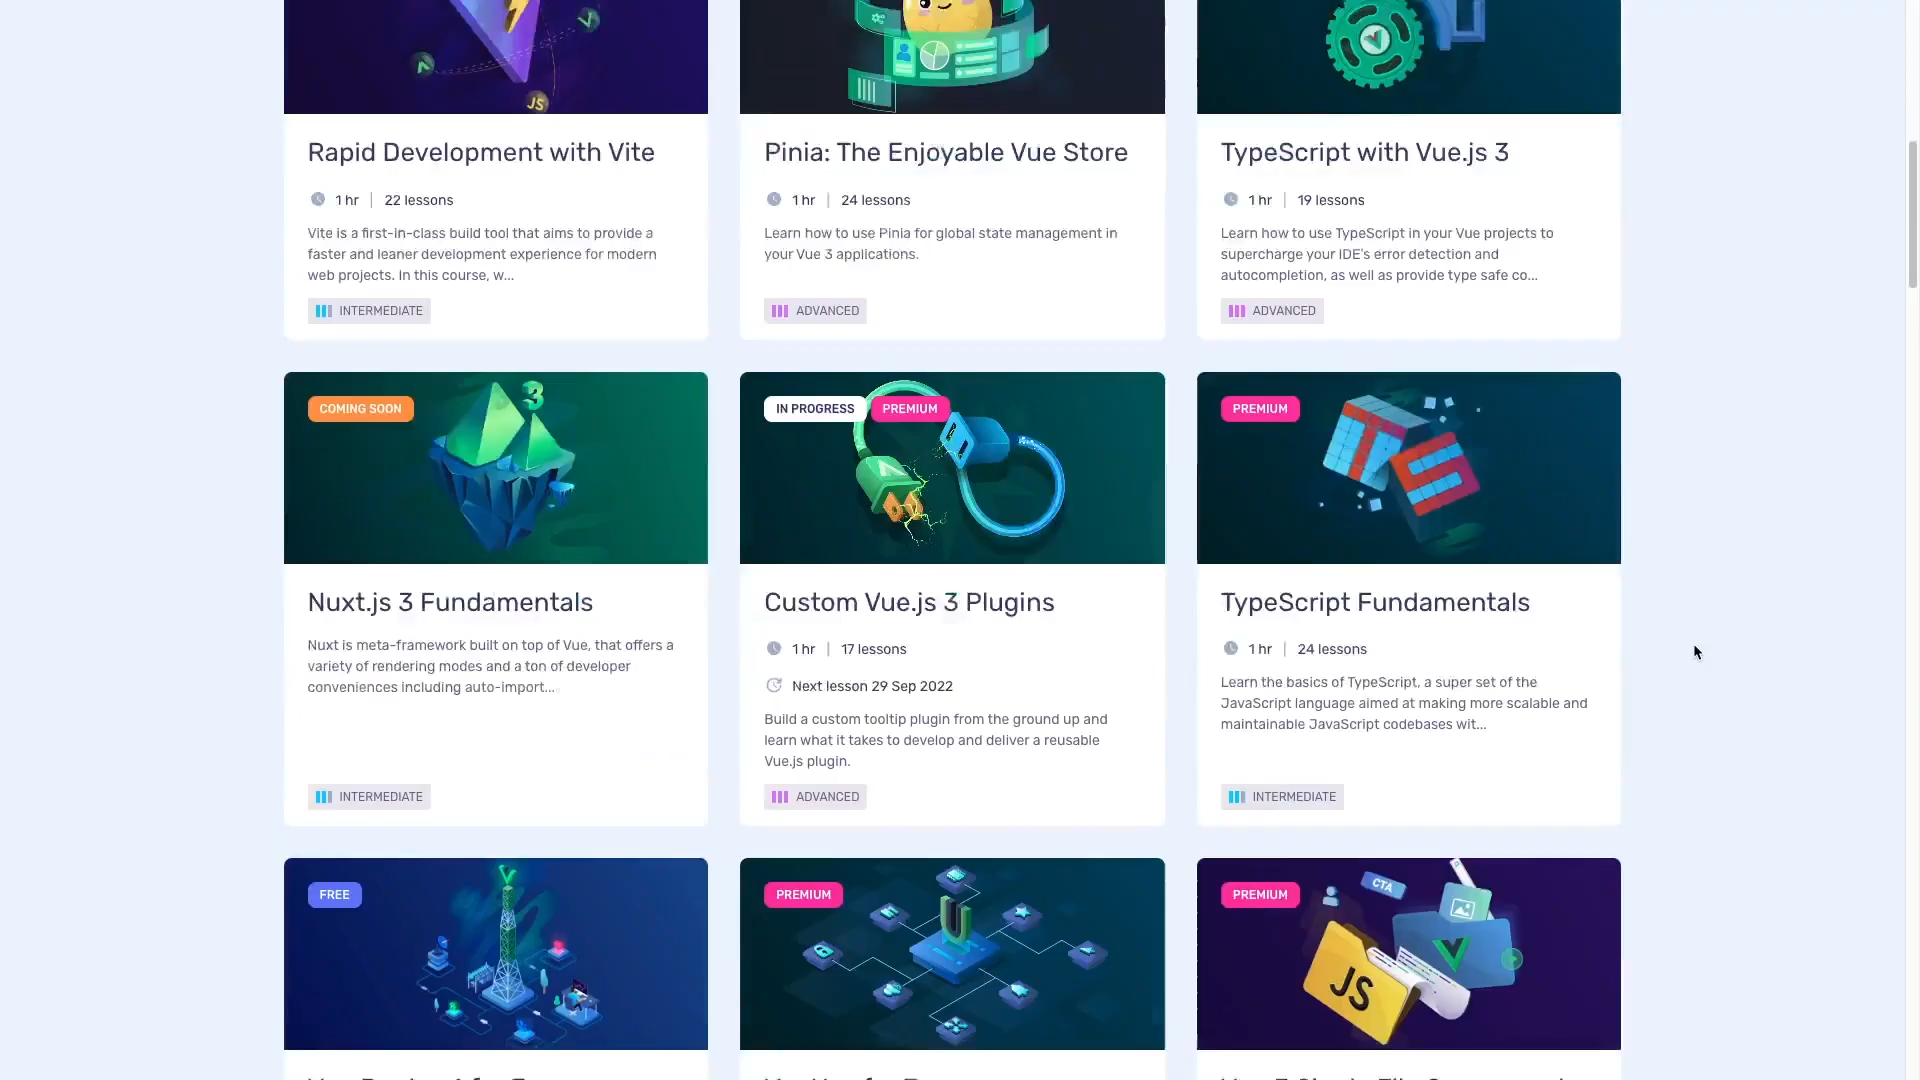 JS
Rapid Development with Vite
1 hr | 22 lessons
Vite is a first-in-class build tool that aims to provide a
faster and leaner development experience for modern
web projects. In this course, w...
INTERMEDIATE
Pinia: The Enjoyable Vue Store
1 hr | 24 lessons
Learn how to use Pinia for global state management in
your Vue 3 applications.
ADVANCED
TypeScript with Vue.js 3
1 hr | 19 lessons
Learn how to use TypeScript in your Vue projects to
supercharge your IDE's error detection and
autocompletion, as well as provide type safe co...
ADVANCED
COMING SOON
3
Nuxt.js 3 Fundamentals
Nuxt is meta-framework built on top of Vue, that offers a
variety of rendering modes and a ton of developer
conveniences including auto-import...
INTERMEDIATE
IN PROGRESS
PREMIUM
Custom Vue.js 3 Plugins
1 hr | 17 lessons
Next lesson 29 Sep 2022
Build a custom tooltip plugin from the ground up and
learn what it takes to develop and deliver a reusable
Vue.js plugin.
ADVANCED
PREMIUM
TS
TypeScript Fundamentals
1 hr | 24 lessons
Learn the basics of TypeScript, a super set of the
JavaScript language aimed at making more scalable and
maintainable JavaScript codebases wit...
INTERMEDIATE
FREE
PREMIUM
U
PREMIUM
CTA
JS